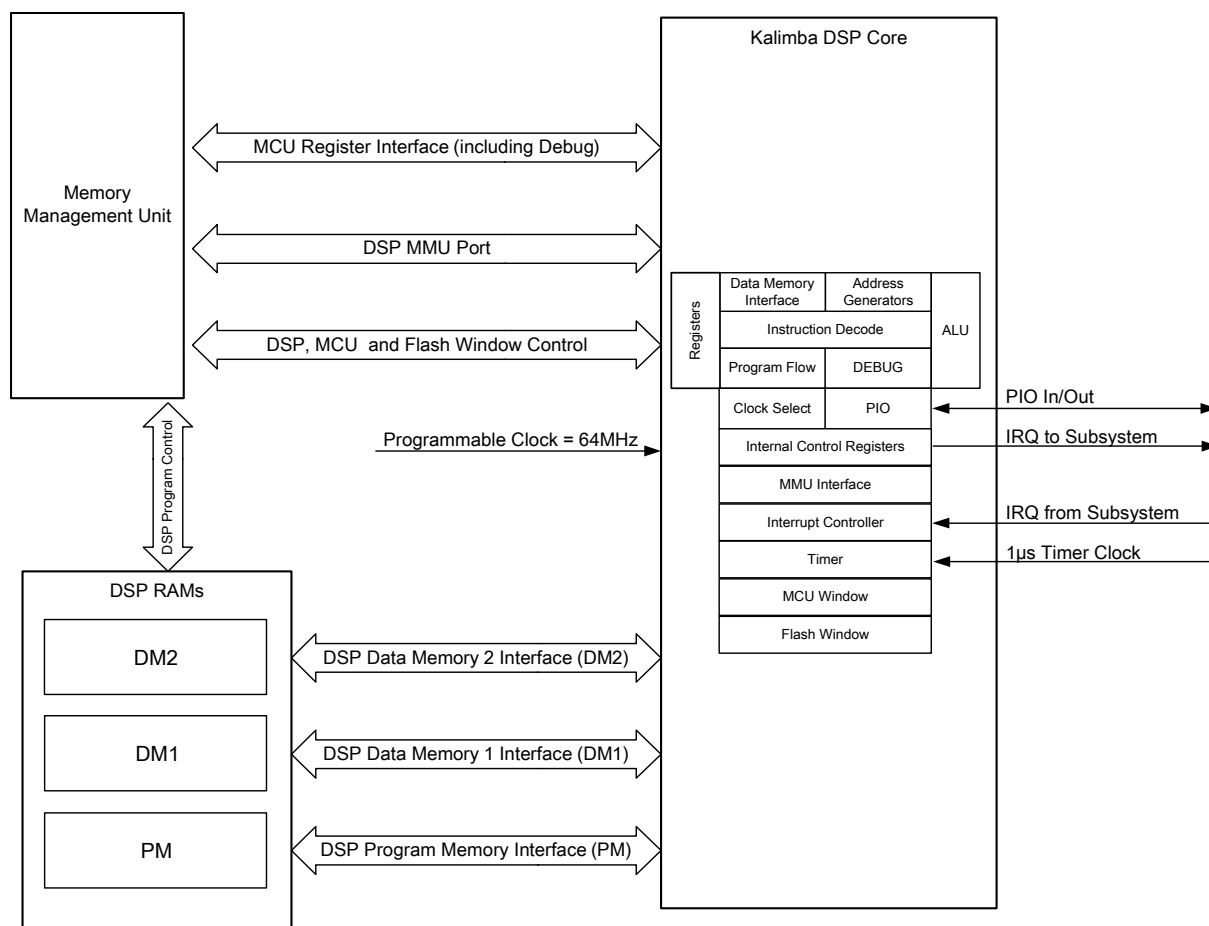 Kalimba DSP Core
Memory
Management Unit
MCU Register Interface (including Debug)
DSP MMU Port
DSP, MCU and Flash Window Control
Registers
Data Memory
Interface
Address
Generators
ALU
Instruction Decode
Program Flow
DEBUG
Clock Select
PIO
PIO In/Out
Programmable Clock = 64MHz
Internal Control Registers
IRQ to Subsystem
MMU Interface
Interrupt Controller
IRQ from Subsystem
Timer
1µs Timer Clock
MCU Window
Flash Window
DSP Program Control
DSP RAMs
DM2
DSP Data Memory 2 Interface (DM2)
DM1
DSP Data Memory 1 Interface (DM1)
PM
DSP Program Memory Interface (PM)